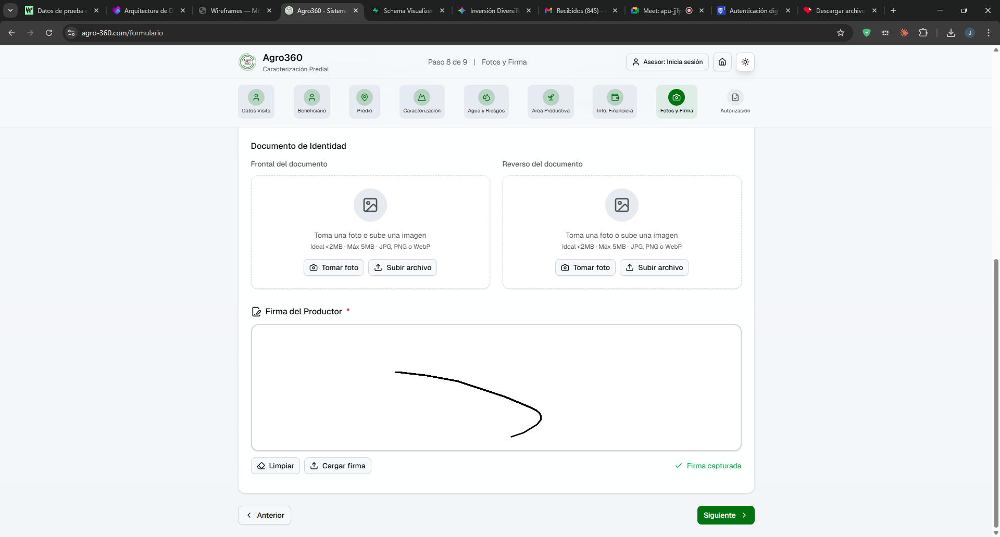 Datos de prueba
Arquitectura de D
Wireframes — Mó
Agro360 - Sistema
Schema Visualizer
Inversión Diversifi
Recibidos (845) -
Meet: apu-jjfp
Autenticación dig
Descargar archivo
agro-360.com/formulario
J
Agro360
Agro360
Caracterización Predial
Paso 8 de 9 | Fotos y Firma
Asesor: Inicia sesión
Datos Visita
Beneficiario
Predio
Caracterización
Agua y Riesgos
Área Productiva
Info. Financiera
Fotos y Firma
Autorización
Documento de Identidad
Frontal del documento
Reverso del documento
Toma una foto o sube una imagen
Ideal <2MB · Máx 5MB · JPG, PNG o WebP
Tomar foto
Subir archivo
Toma una foto o sube una imagen
Ideal <2MB · Máx 5MB · JPG, PNG o WebP
Tomar foto
Subir archivo
Firma del Productor *
Limpiar
Cargar firma
Firma capturada
Anterior
Siguiente